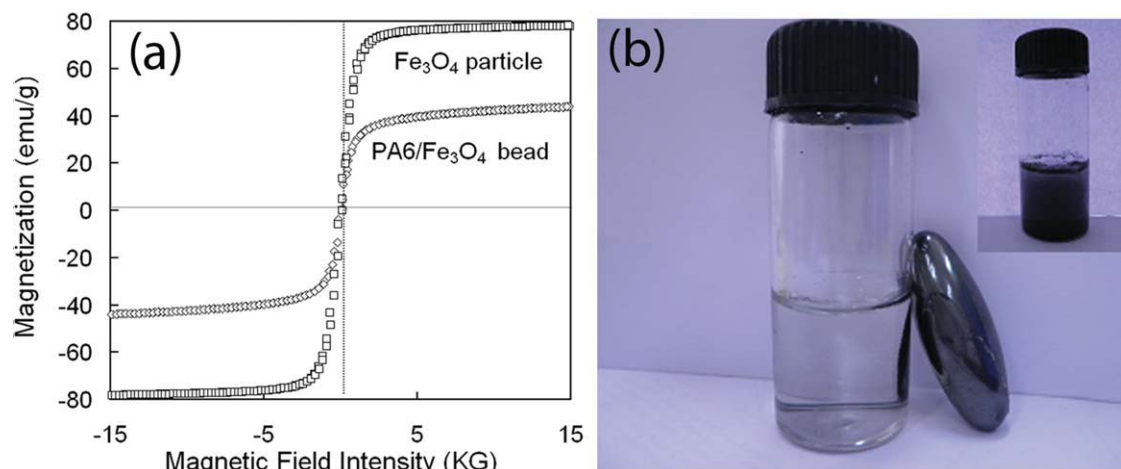 (a)
80
60
40
20
0
-20
-40
-60
-80
Magnetization (emu/g)
Fe₃O₄ particle
PA6/Fe₃O₄ bead
-15
-5
5
15
Magnetic Field Intensity (KG)
(b)